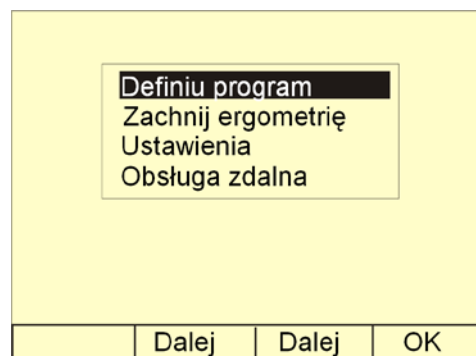 Definiu program
Zachnij ergometrię
Ustawienia
Obsługa zdalna
Dalej Dalej OK